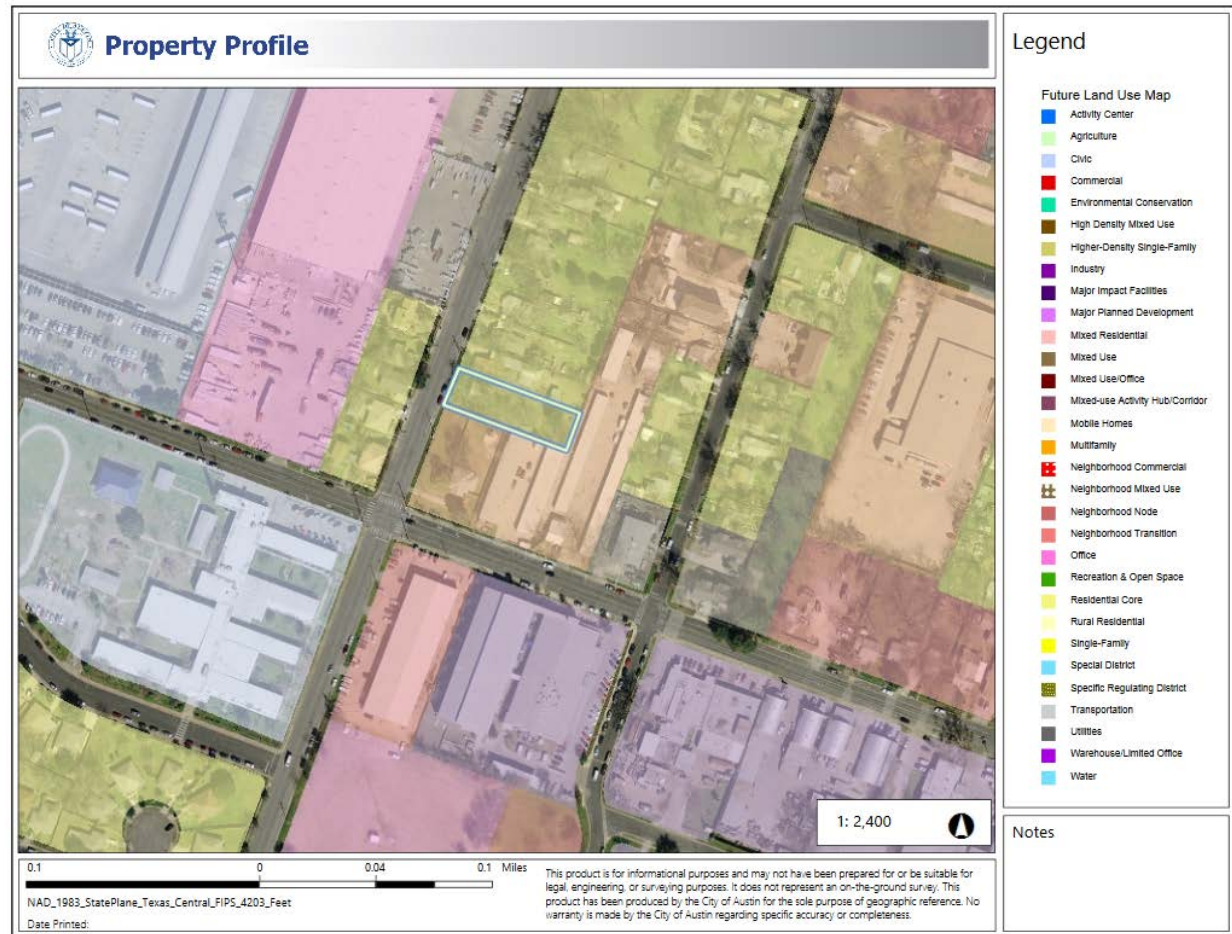 Property Profile
Legend
Future Land Use Map
Activity Center
Agriculture
Civic
Commercial
Environmental Conservation
High Density Mixed Use
Higher-Density Single-Family
Industry
Major Impact Facilities
Major Planned Development
Mixed Residential
Mixed Use
Mixed Use/Office
Mixed-use Activity Hub/Corridor
Mobile Homes
Multifamily
Neighborhood Commercial
Neighborhood Mixed Use
Neighborhood Node
Neighborhood Transition
Office
Recreation & Open Space
Residential Core
Rural Residential
Single-Family
Special District
Specific Regulating District
Transportation
Utilities
Warehouse/Limited Office
Water
1: 2,400
Notes
0.1 0 0.04 0.1 Miles
NAD_1983_StatePlane_Texas_Central_FIPS_4203_Feet
Date Printed:
This product is for informational purposes and may not have been prepared for or be suitable for
legal, engineering, or surveying purposes. It does not represent an on-the-ground survey. This
product has been produced by the City of Austin for the sole purpose of geographic reference. No
warranty is made by the City of Austin regarding specific accuracy or completeness.